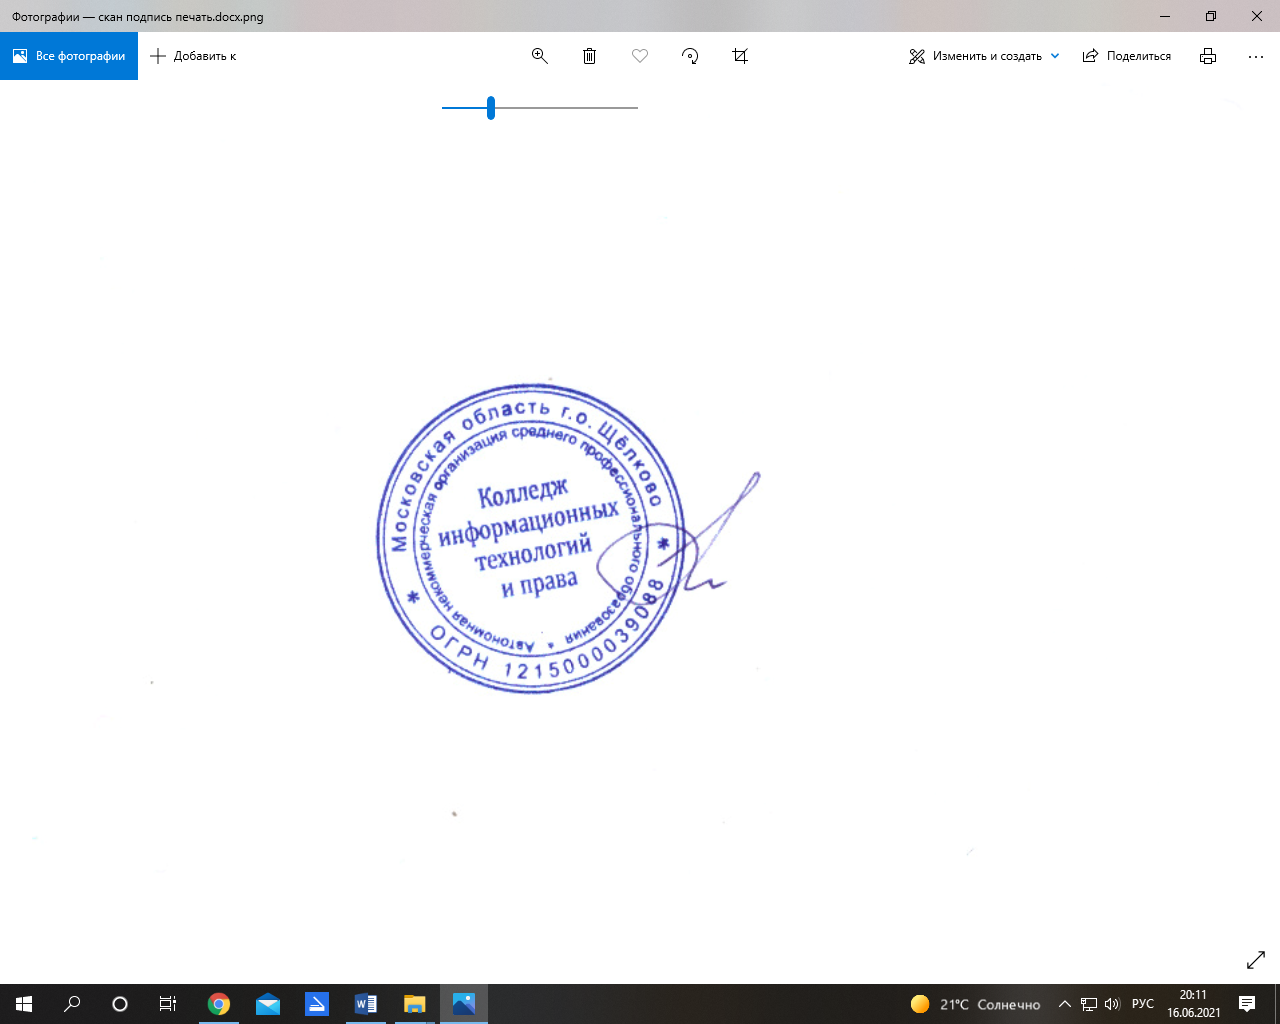 Фотографии — скан подпись печать.docx.png
Все фотографии
Добавить к
Изменить и создать
Поделиться
Московская область г.о. Щёлково
Автономная некоммерческая организация среднего профессионального образования
Колледж
информационных
технологий
и права
ОГРН 1215000039088
21°C Солнечно
РУС
20:11
16.06.2021